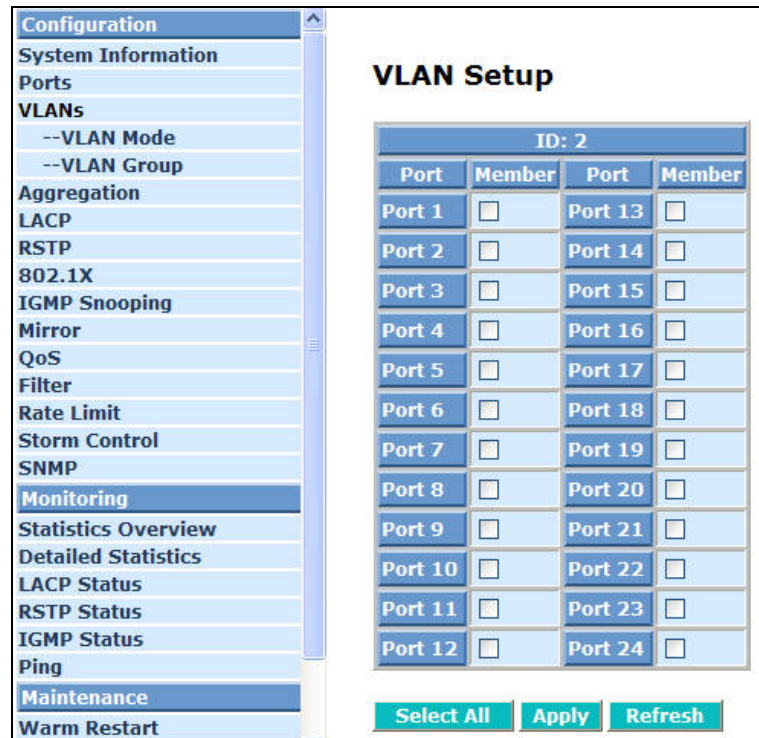 Configuration
System Information
Ports
VLANs
--VLAN Mode
--VLAN Group
Aggregation
LACP
RSTP
802.1X
IGMP Snooping
Mirror
QoS
Filter
Rate Limit
Storm Control
SNMP
Monitoring
Statistics Overview
Detailed Statistics
LACP Status
RSTP Status
IGMP Status
Ping
Maintenance
Warm Restart
VLAN Setup
ID: 2
Port Member Port Member
Port 1 Port 13
Port 2 Port 14
Port 3 Port 15
Port 4 Port 16
Port 5 Port 17
Port 6 Port 18
Port 7 Port 19
Port 8 Port 20
Port 9 Port 21
Port 10 Port 22
Port 11 Port 23
Port 12 Port 24
Select All Apply Refresh